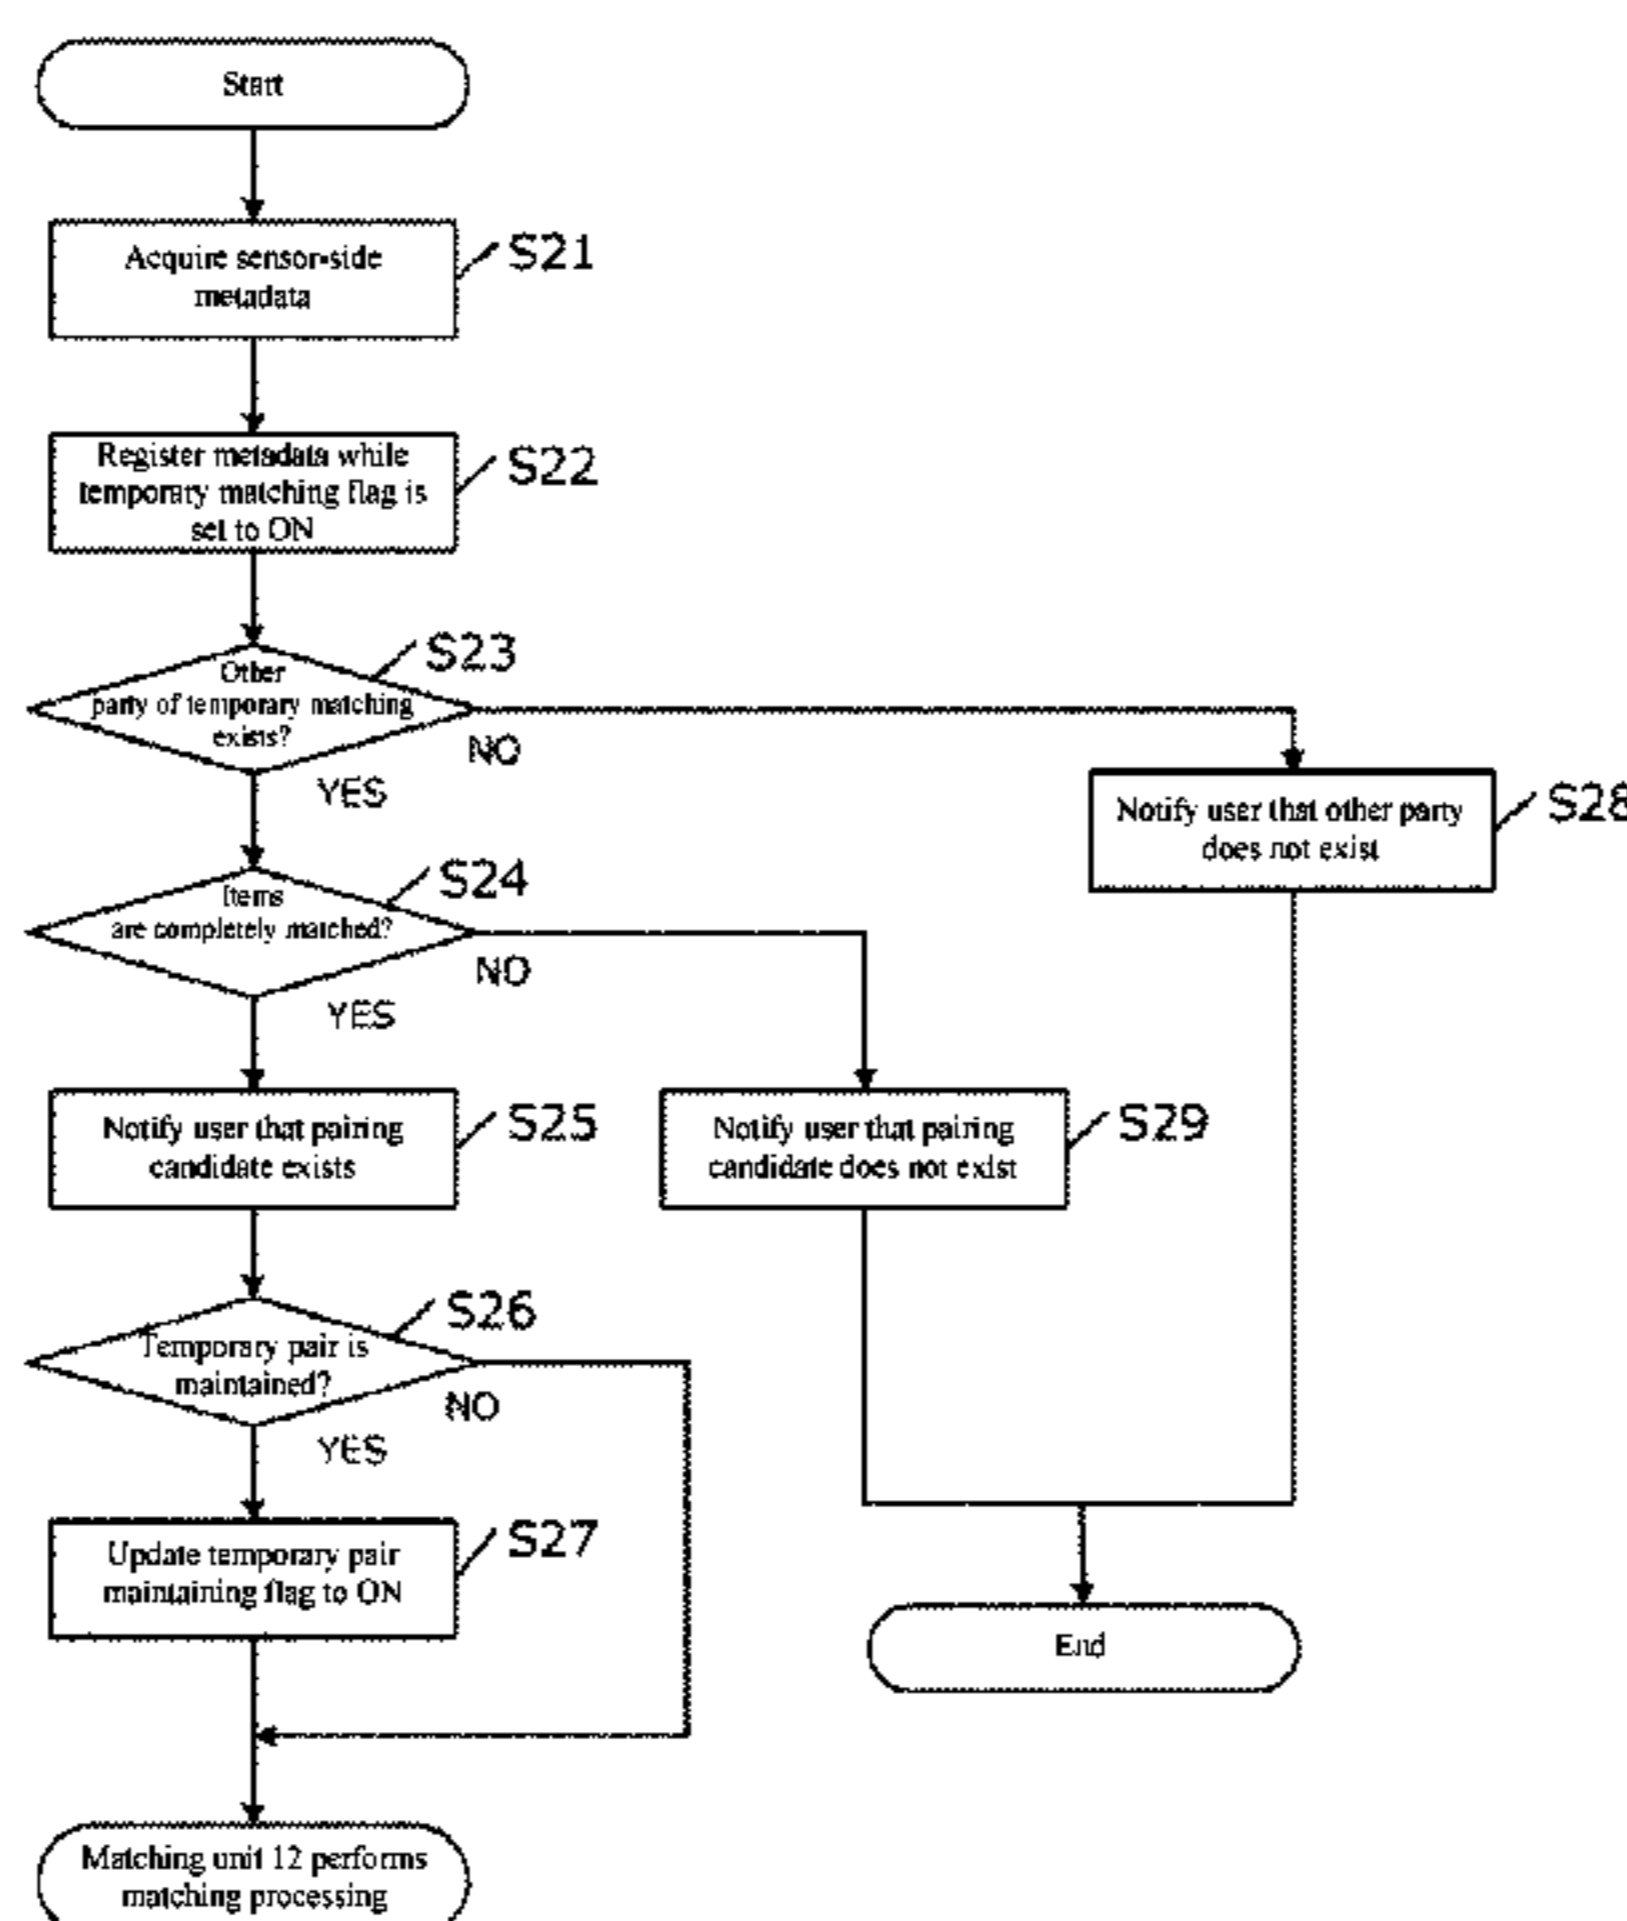 Start
Acquire sensor-side
metadata
S21
Register metadata while
temporary matching flag is
set to ON
S22
Other
party of temporary matching
exists?
S23
NO
YES
Notify user that other party
does not exist
S28
Items
are completely matched?
S24
NO
YES
Notify user that pairing
candidate exists
S25
Notify user that pairing
candidate does not exist
S29
Temporary pair is
maintained?
S26
NO
YES
Update temporary pair
maintaining flag to ON
S27
End
Matching unit 12 performs
matching processing